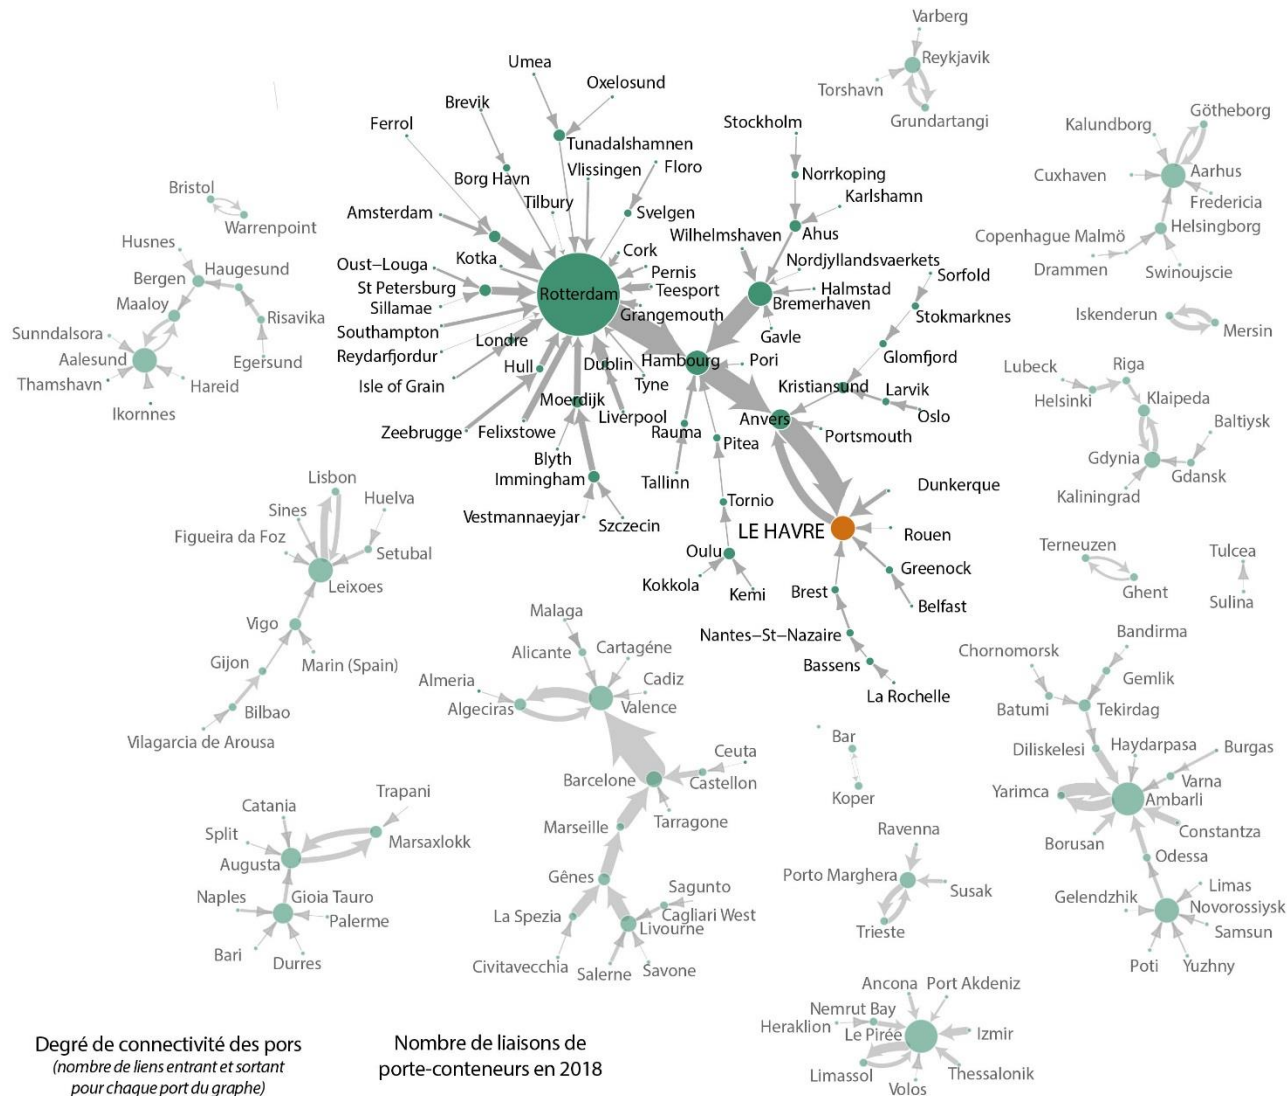 Varberg
Reykjavik
Torshavn
Grundartangi
Umea
Oxelosund
Brevik
Ferrol
Tunadalshamnen
Stockholm
Götheborg
Kalundborg
Borg Havn
Vlissingen
Floro
Norrkoping
Cuxhaven
Aarhus
Bristol
Tilbury
Karlshamn
Fredericia
Warrenpoint
Amsterdam
Svelgen
Ahus
Helsingborg
Husnes
Wilhelmshaven
Copenhague Malmö
Kotka
Cork
Nordjyllandsvaerkets
Drammen
Swinoujscie
Bergen
Haugesund
Oust-Louga
Pernis
Sorfold
Maaloy
St Petersburg
Rotterdam
Teesport
Halmstad
Bremerhaven
Sillamae
Grangemouth
Stokmarknes
Iskenderun
Mersin
Risavika
Southampton
Londre
Gavle
Sunndalsora
Reydarfjordur
Hambourg
Pori
Glomfjord
Aalesund
Egersund
Isle of Grain
Hull
Dublin
Tyne
Kristiansund
Larvik
Lubeck
Riga
Thamshavn
Hareid
Moerdijk
Liverpool
Helsinki
Klaipeda
Ikornnes
Zeebrugge
Felixstowe
Rauma
Anvers
Oslo
Baltiysk
Pitea
Portsmouth
Blyth
Gdynia
Gdansk
Immingham
Tallinn
Kaliningrad
Lisbon
Huelva
Dunkerque
Sines
Vestmannaeyjar
Szczecin
Tornio
LE HAVRE
Rouen
Figueira da Foz
Setubal
Oulu
Terneuzen
Tulcea
Leixoes
Kokkola
Kemi
Brest
Greenock
Ghent
Sulina
Belfast
Vigo
Malaga
Nantes-St-Nazaire
Bandirma
Gijon
Marin (Spain)
Alicante
Cartagéne
Bassens
Chornomorsk
Gemlik
Almeria
Cadiz
La Rochelle
Bilbao
Algeciras
Valence
Batumi
Tekirdag
Vilagarcia de Arousa
Bar
Diliskelesi
Haydarpasa
Burgas
Barcelone
Ceuta
Castellon
Varna
Trapani
Koper
Yarimca
Ambarli
Catania
Marseille
Tarragone
Ravenna
Constantza
Split
Marsaxlokk
Borusan
Augusta
Odessa
Gênes
Porto Marghera
Susak
Limas
Naples
Gioia Tauro
Sagunto
Gelendzhik
Novorossiysk
La Spezia
Cagliari West
Palerme
Livourne
Trieste
Samsun
Bari
Durres
Civitavecchia
Salerne
Savone
Poti
Yuzhny
Ancona
Port Akdeniz
Nemrut Bay
Heraklion
Le Pirée
Izmir
Limassol
Volos
Thessalonik
Degré de connectivité des pors
(nombre de liens entrant et sortant
pour chaque port du graphe)
Nombre de liaisons de
porte-conteneurs en 2018